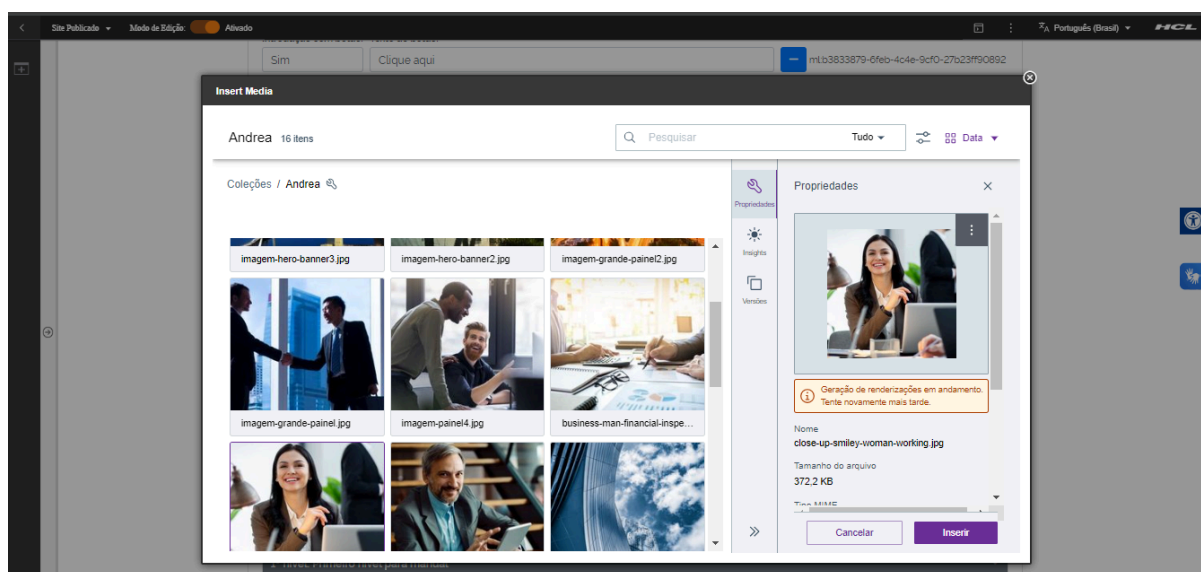 Site Publicado
Modo de Edição:
Ativado
Português (Brasil)
HCL
Sim
Clique aqui
ml:b3833879-6feb-4c4e-9cf0-27b23ff90892
Insert Media
Andrea 16 itens
Pesquisar
Tudo
Data
Coleções / Andrea
Propriedades
Insights
Versões
Propriedades
imagem-hero-banner3.jpg
imagem-hero-banner2.jpg
imagem-grande-painel2.jpg
imagem-grande-painel.jpg
imagem-painel4.jpg
business-man-financial-inspe...
Geração de renderizações em andamento.
Tente novamente mais tarde.
Nome
close-up-smiley-woman-working.jpg
Tamanho do arquivo
372,2 KB
Tipo MIME
Cancelar
Inserir